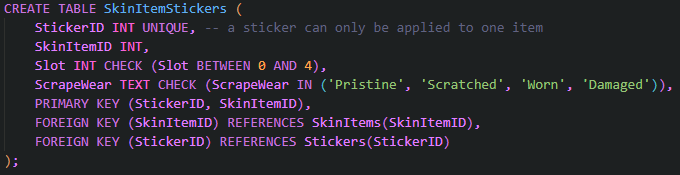 CREATE TABLE SkinItemStickers (
    StickerID INT UNIQUE, -- a sticker can only be applied to one item
    SkinItemID INT,
    Slot INT CHECK (Slot BETWEEN 0 AND 4),
    ScrapeWear TEXT CHECK (ScrapeWear IN ('Pristine', 'Scratched', 'Worn', 'Damaged')),
    PRIMARY KEY (StickerID, SkinItemID),
    FOREIGN KEY (SkinItemID) REFERENCES SkinItems(SkinItemID),
    FOREIGN KEY (StickerID) REFERENCES Stickers(StickerID)
);